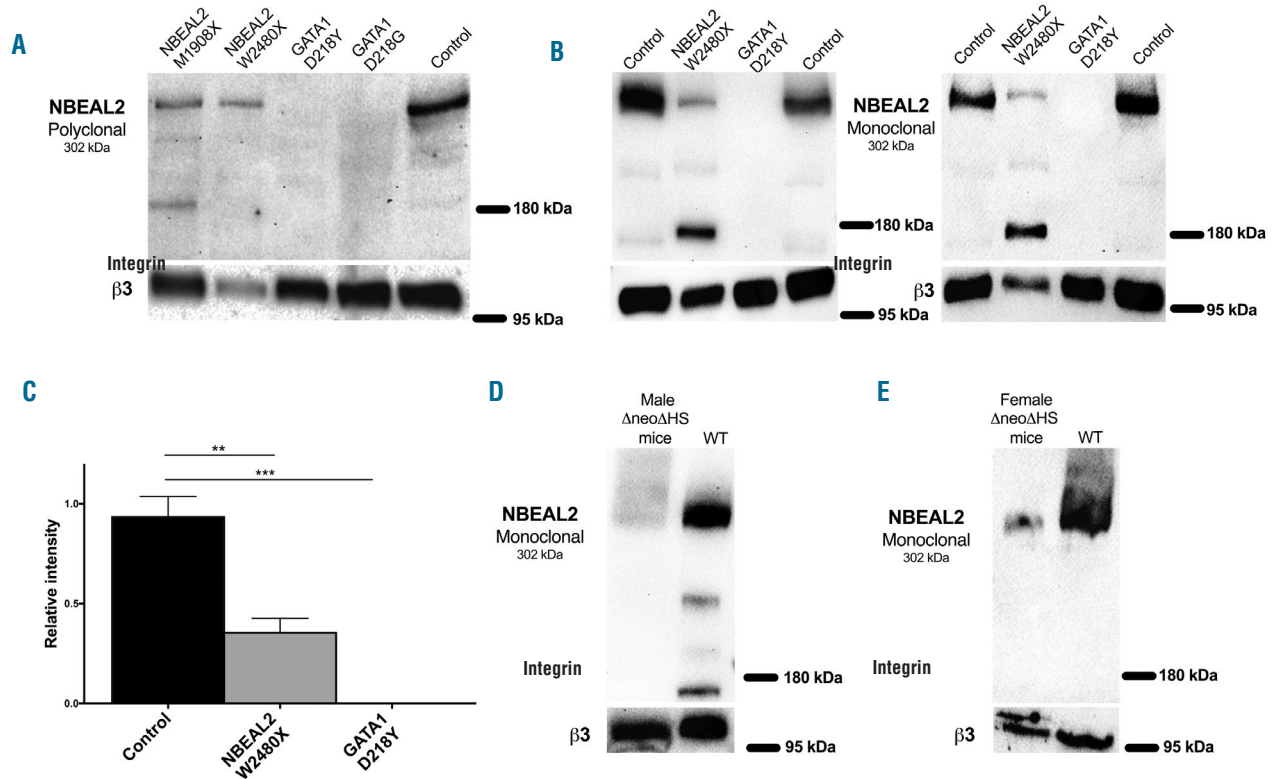 A
NBEAL2
M1908X
NBEAL2
W2480X
GATA1
D218Y
GATA1
D218G
Control
NBEAL2
Polyclonal
302 kDa
180 kDa
Integrin
β3
95 kDa
B
Control
NBEAL2
W2480X
GATA1
D218Y
Control
180 kDa
95 kDa
Control
NBEAL2
W2480X
GATA1
D218Y
Control
NBEAL2
Monoclonal
302 kDa
180 kDa
Integrin
β3
95 kDa
C
**
***
Relative intensity
1.0
0.5
0.0
Control
NBEAL2
W2480X
GATA1
D218Y
D
Male
ΔneoΔHS
mice
WT
NBEAL2
Monoclonal
302 kDa
180 kDa
Integrin
β3
95 kDa
E
Female
ΔneoΔHS
mice
WT
NBEAL2
Monoclonal
302 kDa
180 kDa
Integrin
β3
95 kDa